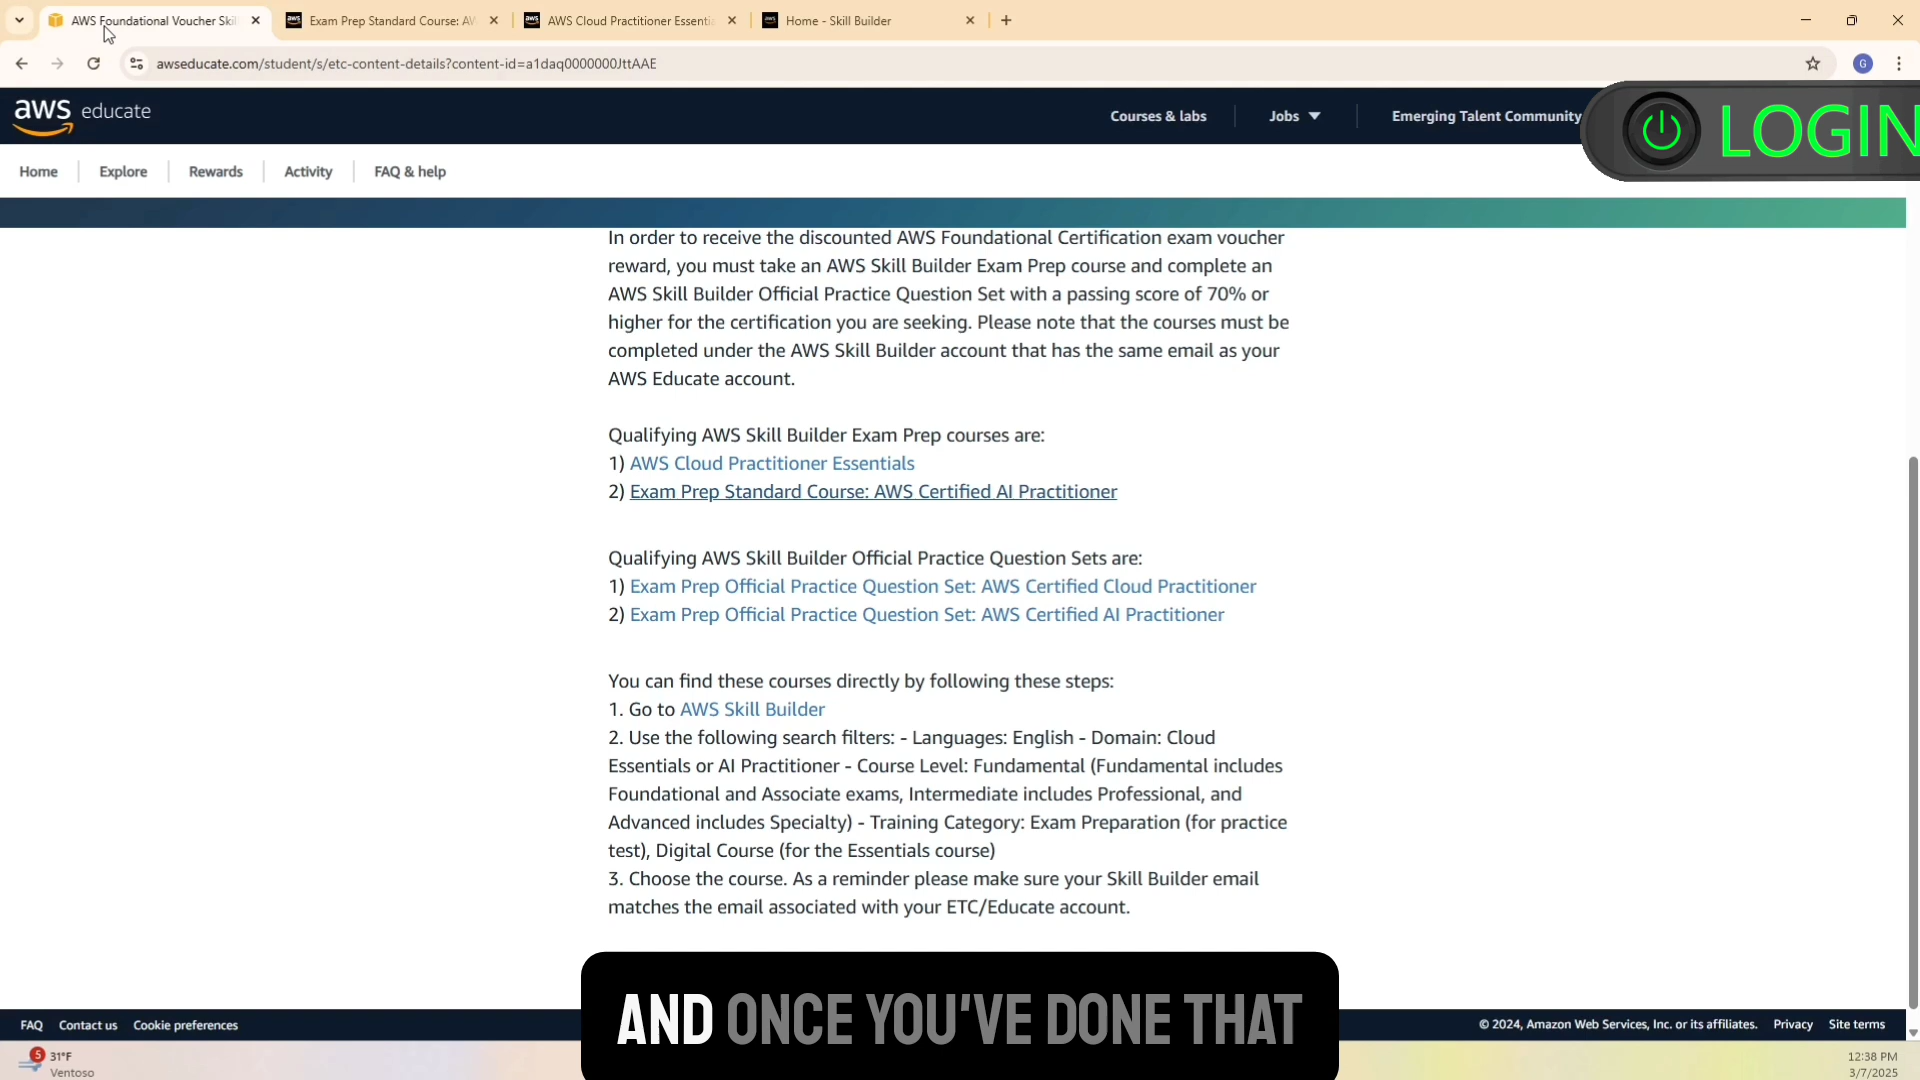 AWS Foundational Voucher Skil
Exam Prep Standard Course: AW
AWS Cloud Practitioner Essentia
Home - Skill Builder
awseducate.com/student/s/etc-content-details?content-id=a1daq0000000JttAAE
G
aws educate
Courses & labs
Jobs
Emerging Talent Community
LOGIN
Home
Explore
Rewards
Activity
FAQ & help
In order to receive the discounted AWS Foundational Certification exam voucher
reward, you must take an AWS Skill Builder Exam Prep course and complete an
AWS Skill Builder Official Practice Question Set with a passing score of 70% or
higher for the certification you are seeking. Please note that the courses must be
completed under the AWS Skill Builder account that has the same email as your
AWS Educate account.
Qualifying AWS Skill Builder Exam Prep courses are:
1) AWS Cloud Practitioner Essentials
2) Exam Prep Standard Course: AWS Certified AI Practitioner
Qualifying AWS Skill Builder Official Practice Question Sets are:
1) Exam Prep Official Practice Question Set: AWS Certified Cloud Practitioner
2) Exam Prep Official Practice Question Set: AWS Certified AI Practitioner
You can find these courses directly by following these steps:
1. Go to AWS Skill Builder
2. Use the following search filters: - Languages: English - Domain: Cloud
Essentials or AI Practitioner - Course Level: Fundamental (Fundamental includes
Foundational and Associate exams, Intermediate includes Professional, and
Advanced includes Specialty) - Training Category: Exam Preparation (for practice
test), Digital Course (for the Essentials course)
3. Choose the course. As a reminder please make sure your Skill Builder email
matches the email associated with your ETC/Educate account.
AND ONCE YOU'VE DONE THAT
FAQ
Contact us
Cookie preferences
© 2024, Amazon Web Services, Inc. or its affiliates.
Privacy
Site terms
5
31°F
Ventoso
12:38 PM
3/7/2025